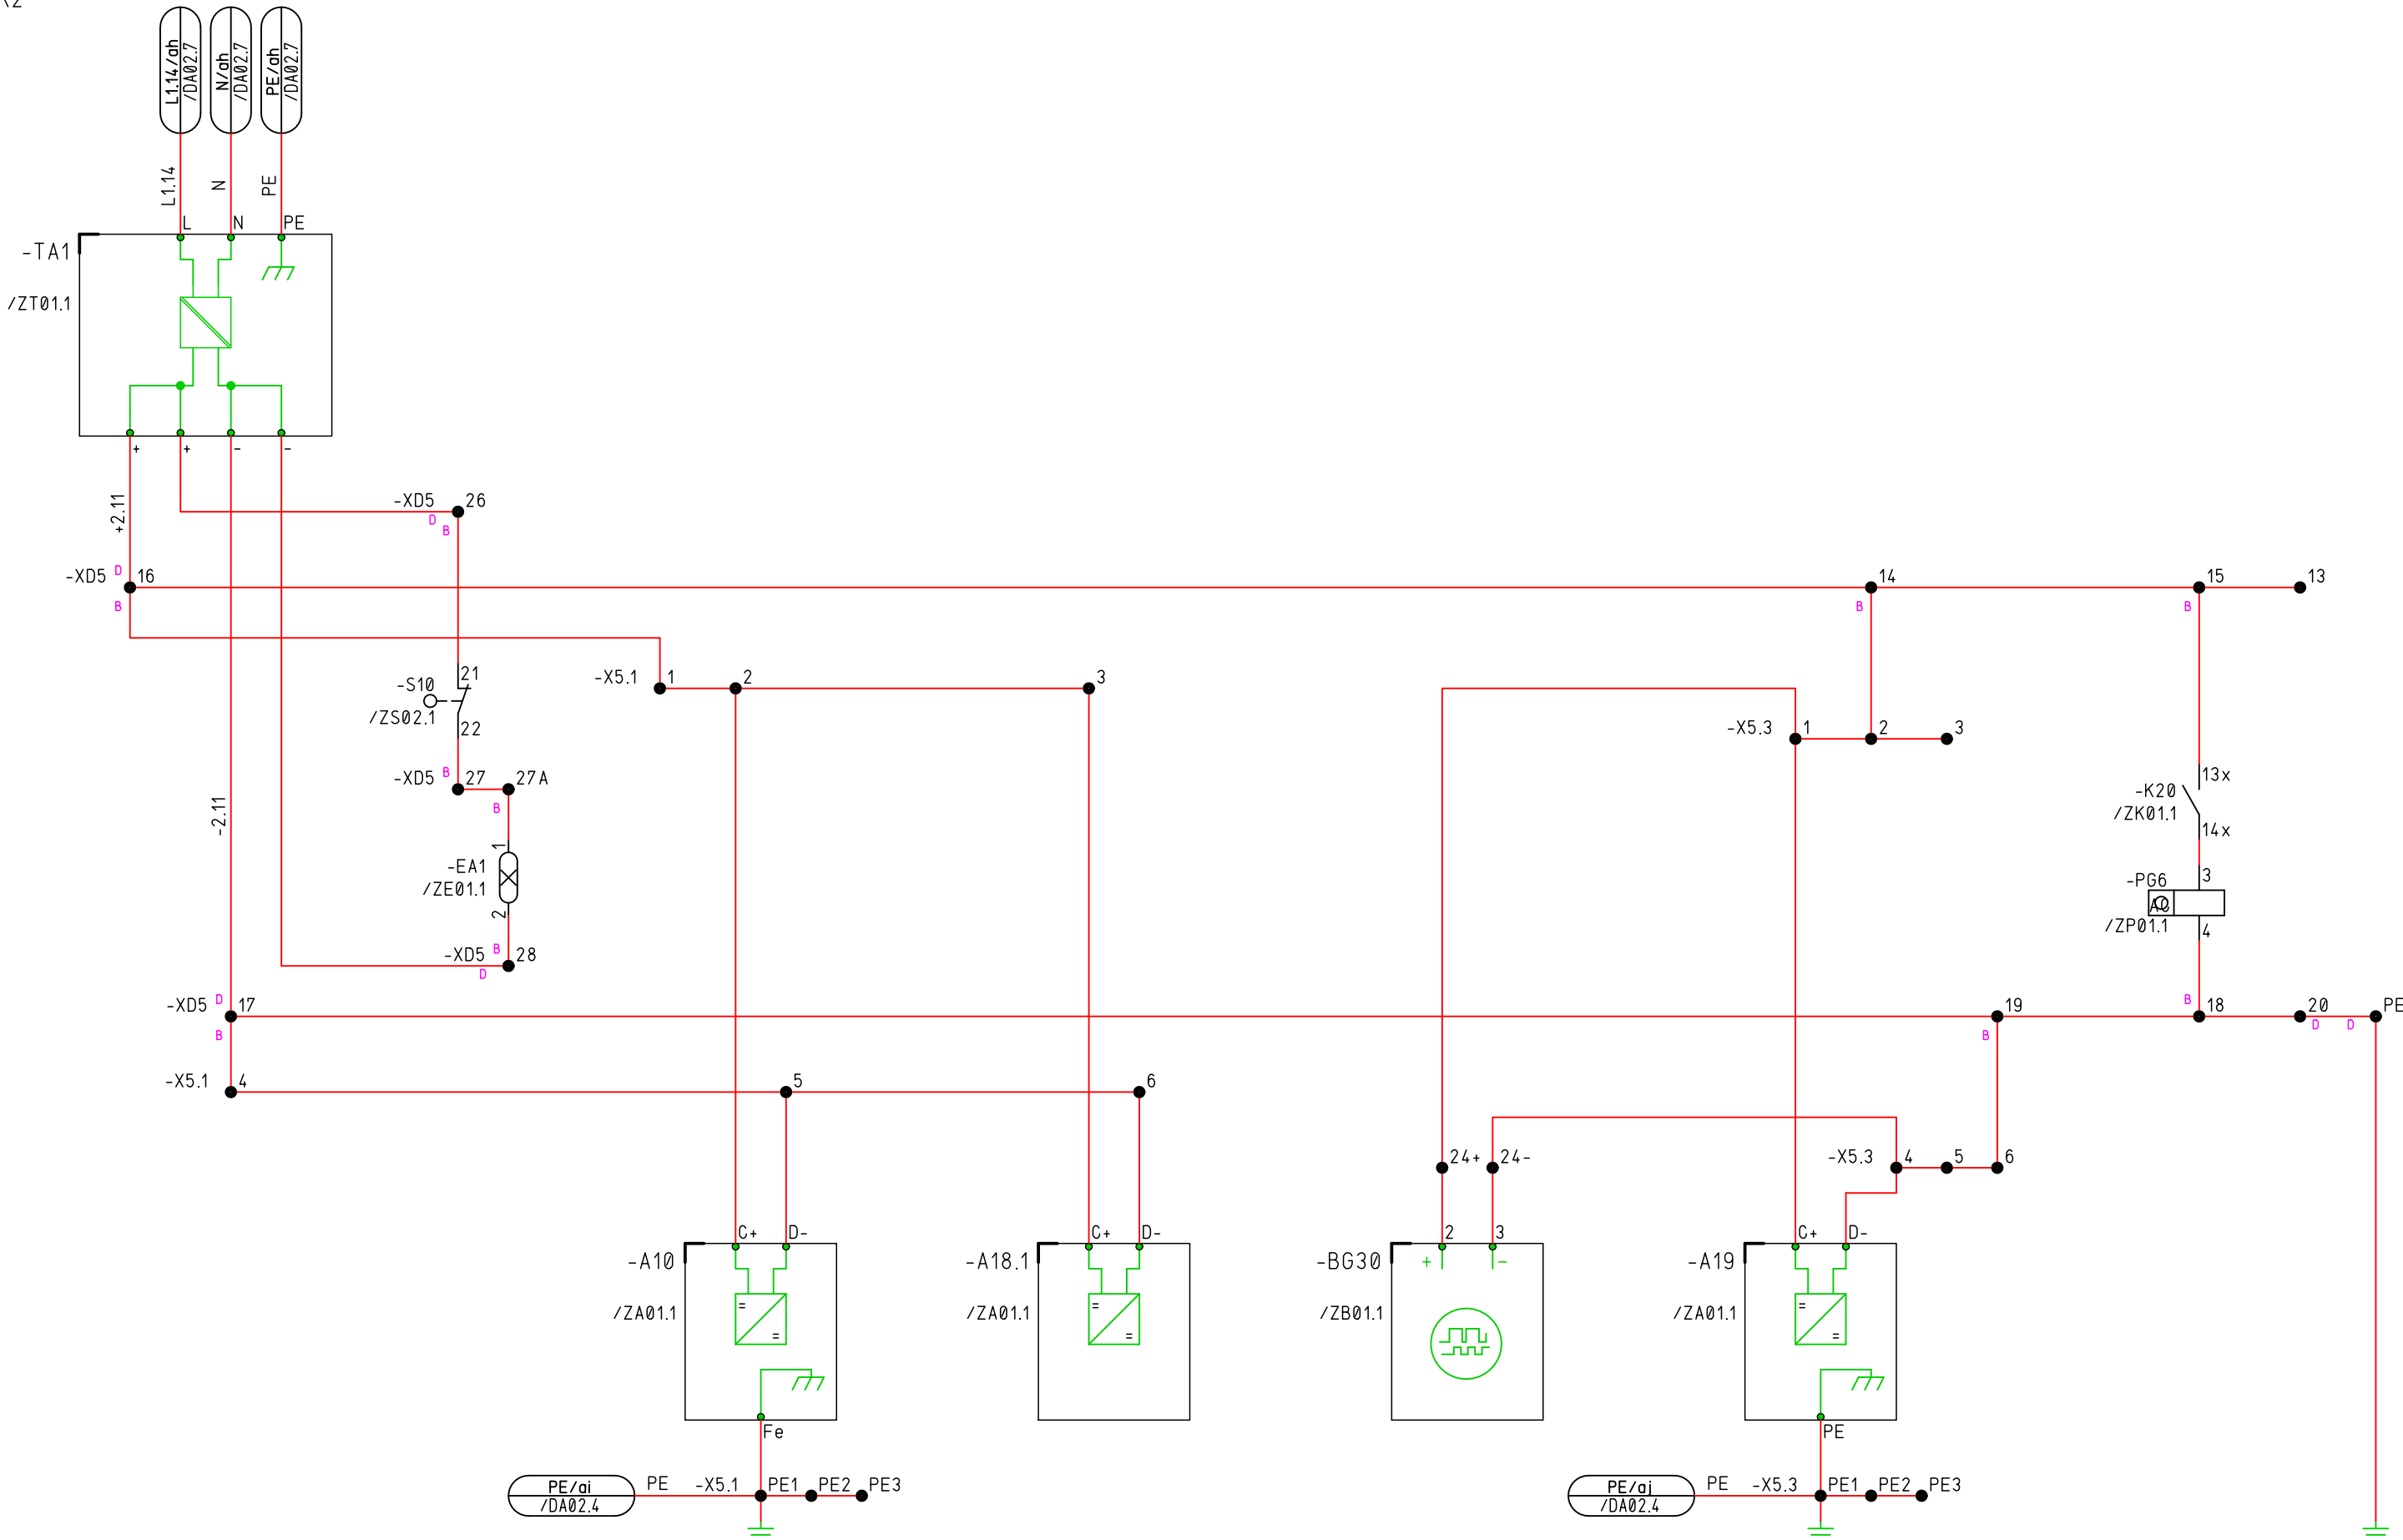 L1.14/ah
/DA02.7
N/ah
/DA02.7
PE/ah
/DA02.7
L1.14
N
PE
L
N
PE
-TA1
/ZT01.1
+
+
-
-
+2.11
-XD5
26
D
B
-XD5
D
16
14
15
13
B
B
B
-S10
21
/ZS02.1
22
-X5.1
1
2
3
-X5.3
1
2
3
-XD5
B
27
27A
B
-2.11
-K20
13x
/ZK01.1
14x
-EA1
1
/ZE01.1
2
-PG6
3
/ZP01.1
4
-XD5
B
28
D
-XD5
D
17
19
B
18
20
PE
B
B
D
D
-X5.1
4
5
6
24+
24-
-X5.3
4
5
6
C+
D-
C+
D-
2
3
C+
D-
-A10
-A18.1
-BG30
+
-
-A19
/ZA01.1
=
=
/ZA01.1
=
=
/ZB01.1
/ZA01.1
=
=
Fe
PE
PE/ai
/DA02.4
PE
-X5.1
PE1
PE2
PE3
PE/aj
/DA02.4
PE
-X5.3
PE1
PE2
PE3